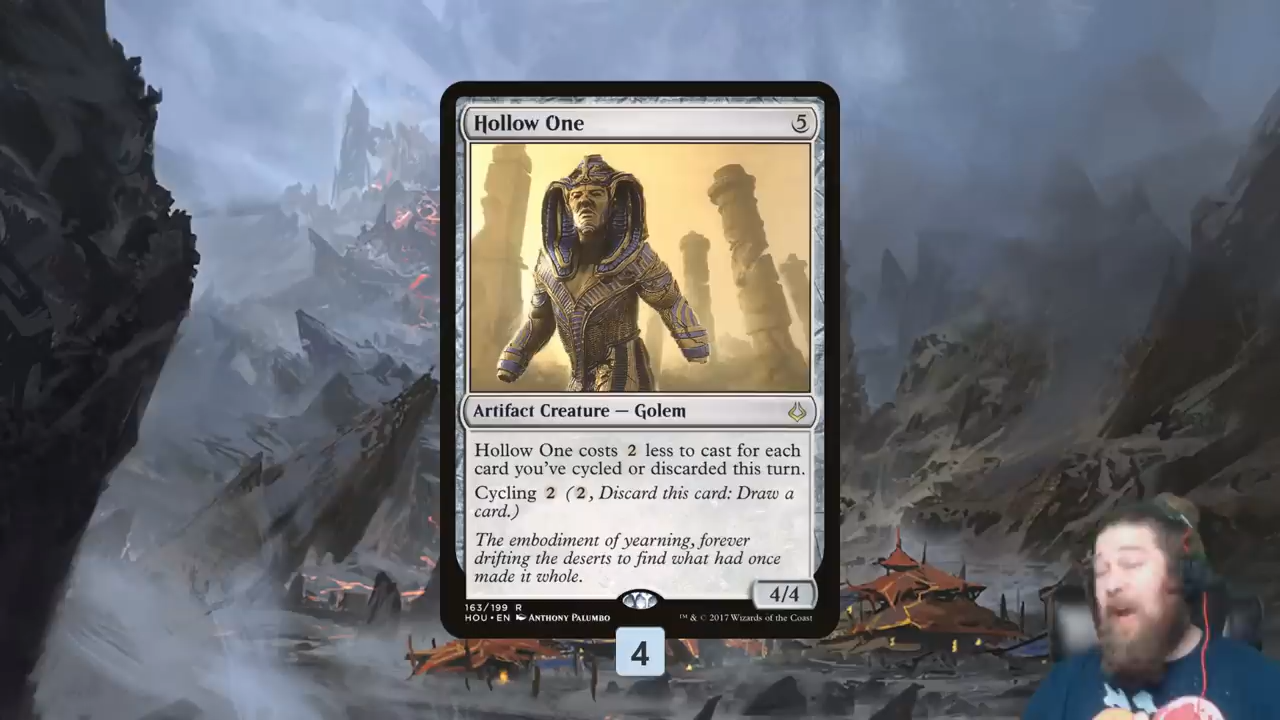 Hollow One 5
Artifact Creature — Golem
Hollow One costs 2 less to cast for each
card you've cycled or discarded this turn.
Cycling 2 (2, Discard this card: Draw a
card.)
The embodiment of yearning, forever
drifting the deserts to find what had once
made it whole.
4/4
163/199 R
HOU • EN Anthony Palumbo ™ & © 2017 Wizards of the Coast
4